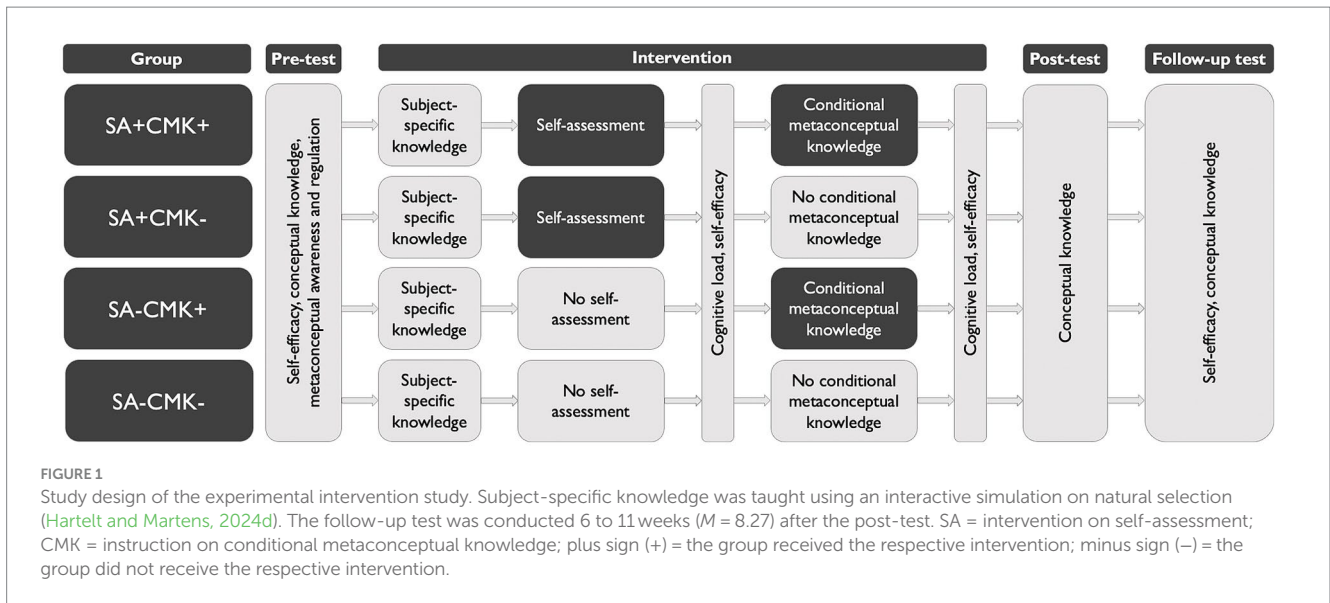 Group Pre-test Intervention Post-test Follow-up test
SA+CMK+
Self-efficacy, conceptual knowledge,
metaconceptual awareness and regulation
Subject-
specific
knowledge
Self-assessment
Cognitive load, self-efficacy
Conditional
metaconceptual
knowledge
Cognitive load, self-efficacy
Conceptual knowledge
Self-efficacy, conceptual knowledge
SA+CMK-
Subject-
specific
knowledge
Self-assessment
No conditional
metaconceptual
knowledge
SA-CMK+
Subject-
specific
knowledge
No self-
assessment
Conditional
metaconceptual
knowledge
SA-CMK-
Subject-
specific
knowledge
No self-
assessment
No conditional
metaconceptual
knowledge
FIGURE 1
Study design of the experimental intervention study. Subject-specific knowledge was taught using an interactive simulation on natural selection
(Hartelt and Martens, 2024d). The follow-up test was conducted 6 to 11 weeks (M = 8.27) after the post-test. SA = intervention on self-assessment;
CMK = instruction on conditional metaconceptual knowledge; plus sign (+) = the group received the respective intervention; minus sign (−) = the
group did not receive the respective intervention.